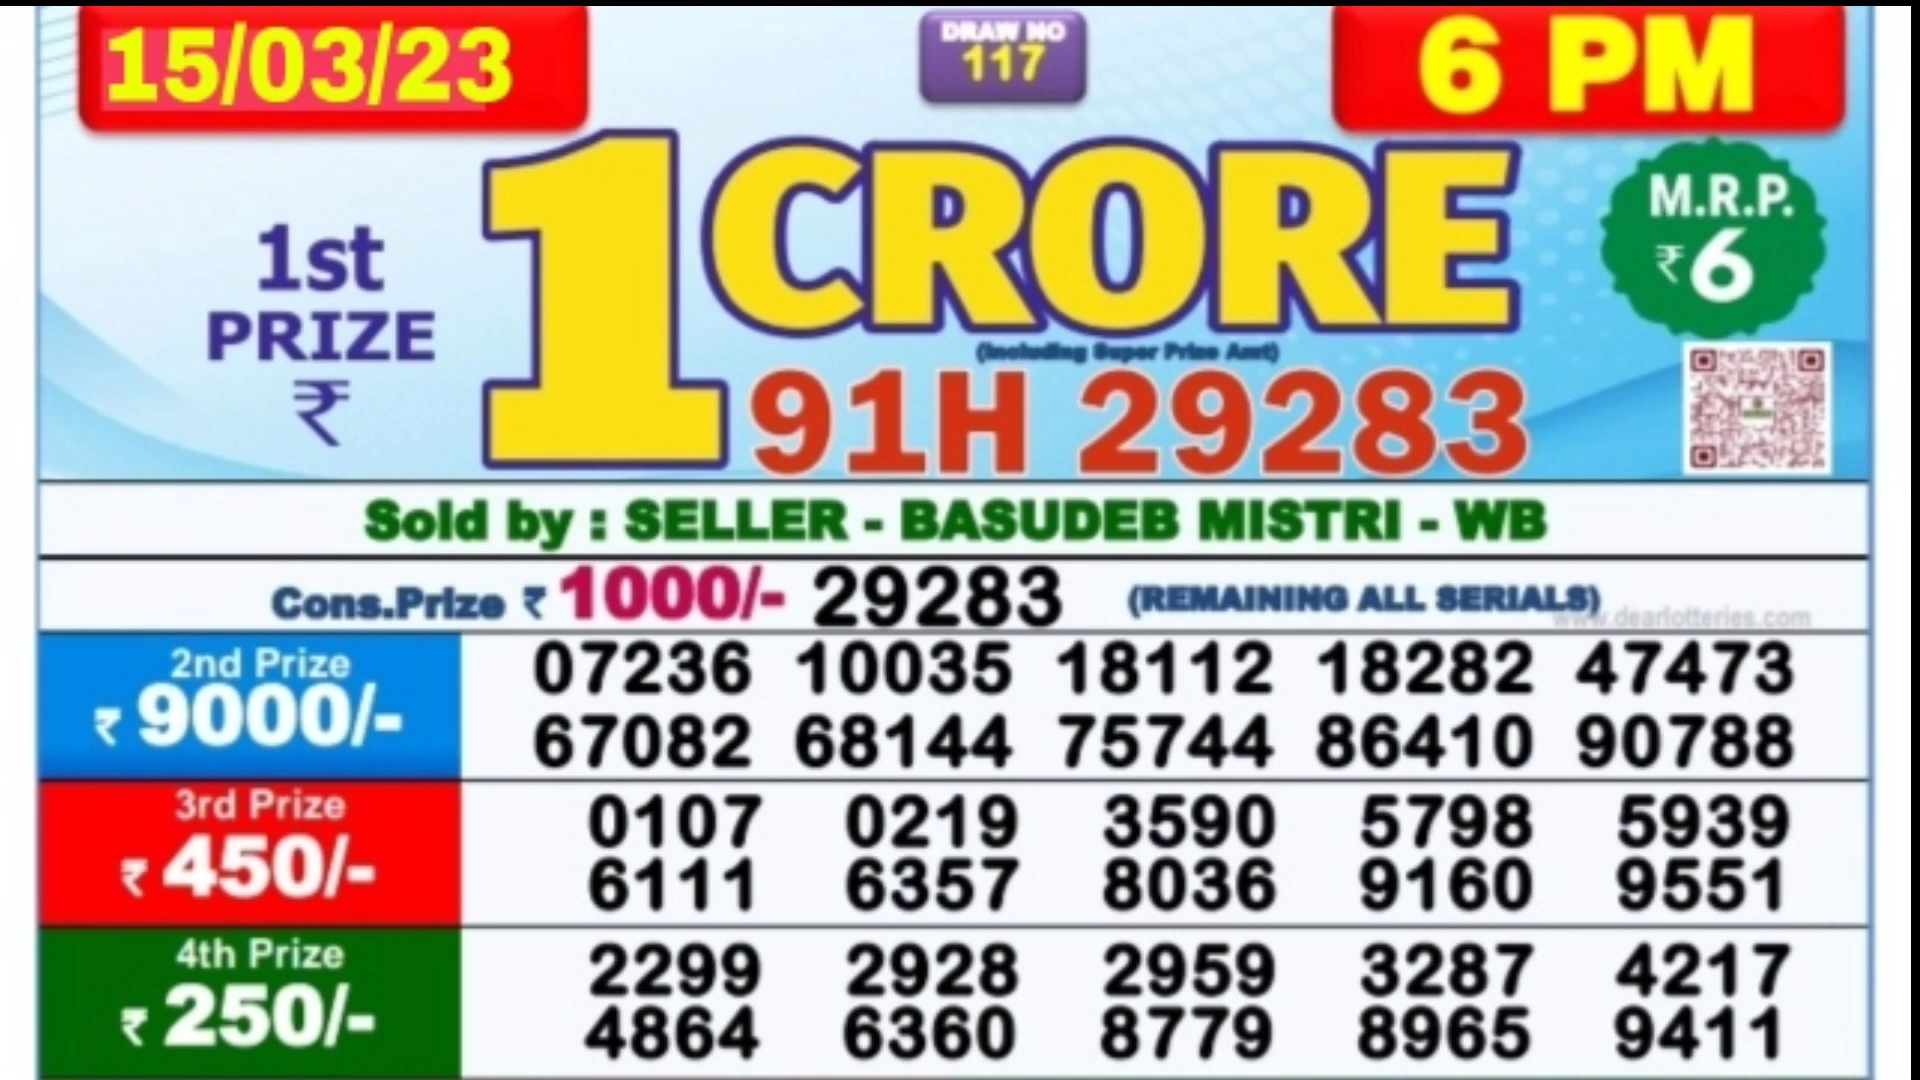 15/03/23
DRAW NO
117
6 PM
1st
PRIZE
₹
1 CRORE
(Including Super Prize Amt)
91H 29283
M.R.P.
₹6
Sold by : SELLER - BASUDEB MISTRI - WB
Cons.Prize ₹ 1000/- 29283 (REMAINING ALL SERIALS)
www.dearlotteries.com
2nd Prize
₹ 9000/-
07236 10035 18112 18282 47473
67082 68144 75744 86410 90788
3rd Prize
₹ 450/-
0107 0219 3590 5798 5939
6111 6357 8036 9160 9551
4th Prize
₹ 250/-
2299 2928 2959 3287 4217
4864 6360 8779 8965 9411